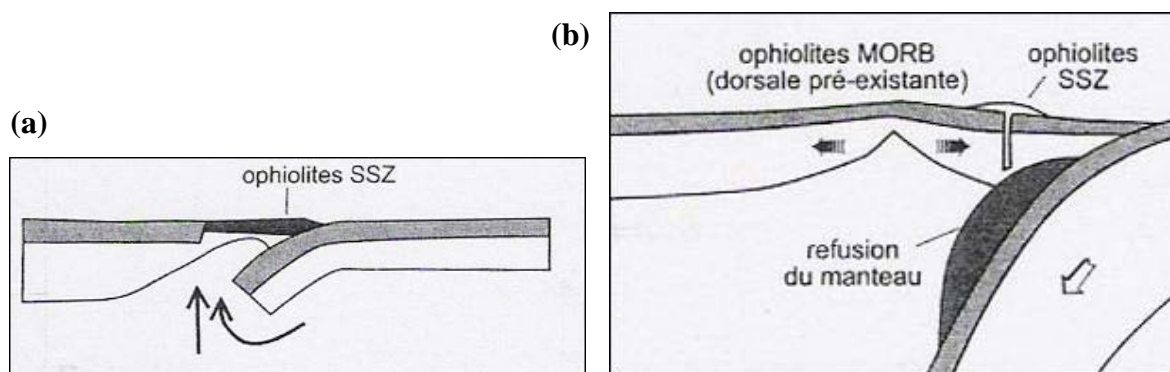 (a)
ophiolites SSZ
(b)
ophiolites MORB
(dorsale pré-existante)
ophiolites
SSZ
refusion
du manteau